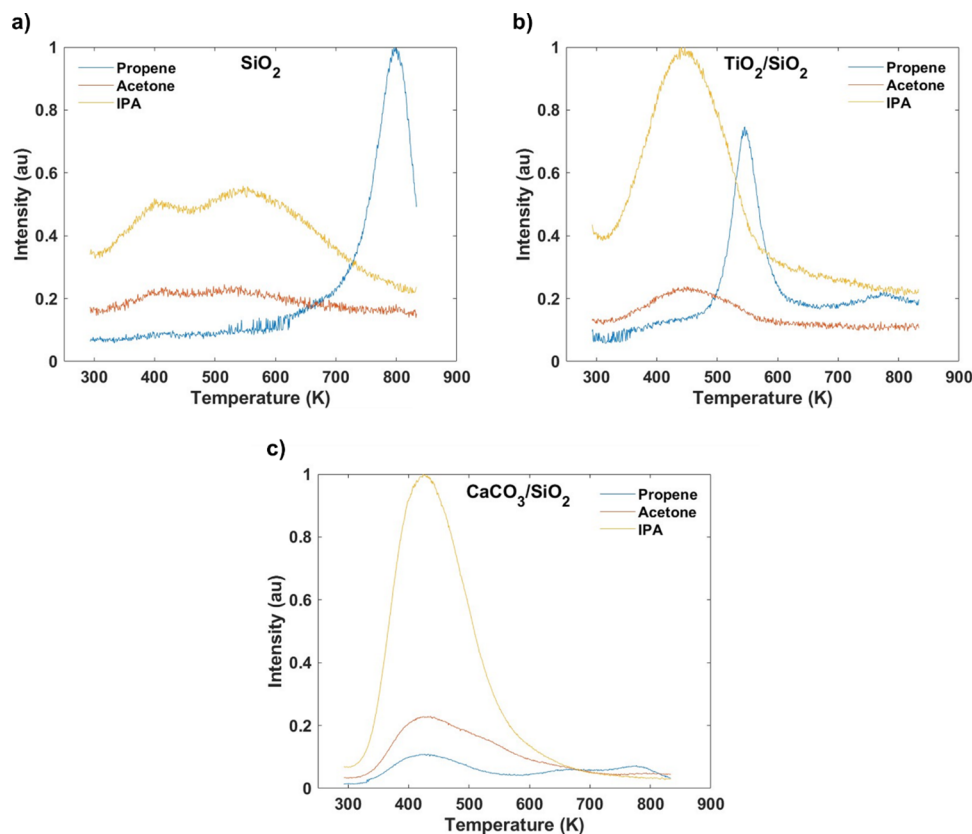 a)
SiO2
Propene
Acetone
IPA
Intensity (au)
1
0.8
0.6
0.4
0.2
0
300 400 500 600 700 800 900
Temperature (K)
b)
TiO2/SiO2
Propene
Acetone
IPA
Intensity (au)
1
0.8
0.6
0.4
0.2
0
300 400 500 600 700 800 900
Temperature (K)
c)
CaCO3/SiO2
Propene
Acetone
IPA
Intensity (au)
1
0.8
0.6
0.4
0.2
0
300 400 500 600 700 800 900
Temperature (K)